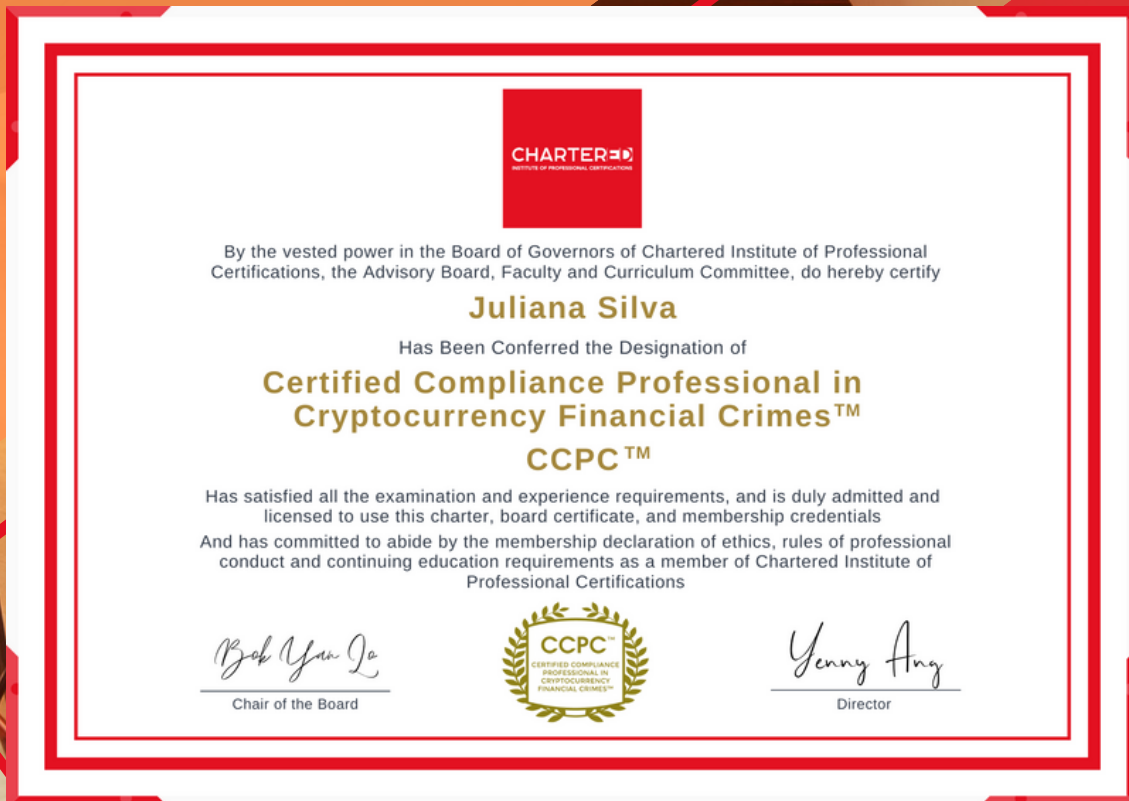 CHARTERED
INSTITUTE OF PROFESSIONAL CERTIFICATIONS
By the vested power in the Board of Governors of Chartered Institute of Professional
Certifications, the Advisory Board, Faculty and Curriculum Committee, do hereby certify
Juliana Silva
Has Been Conferred the Designation of
Certified Compliance Professional in
Cryptocurrency Financial Crimes™
CCPC™
Has satisfied all the examination and experience requirements, and is duly admitted and
licensed to use this charter, board certificate, and membership credentials
And has committed to abide by the membership declaration of ethics, rules of professional
conduct and continuing education requirements as a member of Chartered Institute of
Professional Certifications
Bok Yan Lo
Chair of the Board
CCPC™
CERTIFIED COMPLIANCE
PROFESSIONAL IN
CRYPTOCURRENCY
FINANCIAL CRIMES™
Yenny Ang
Director